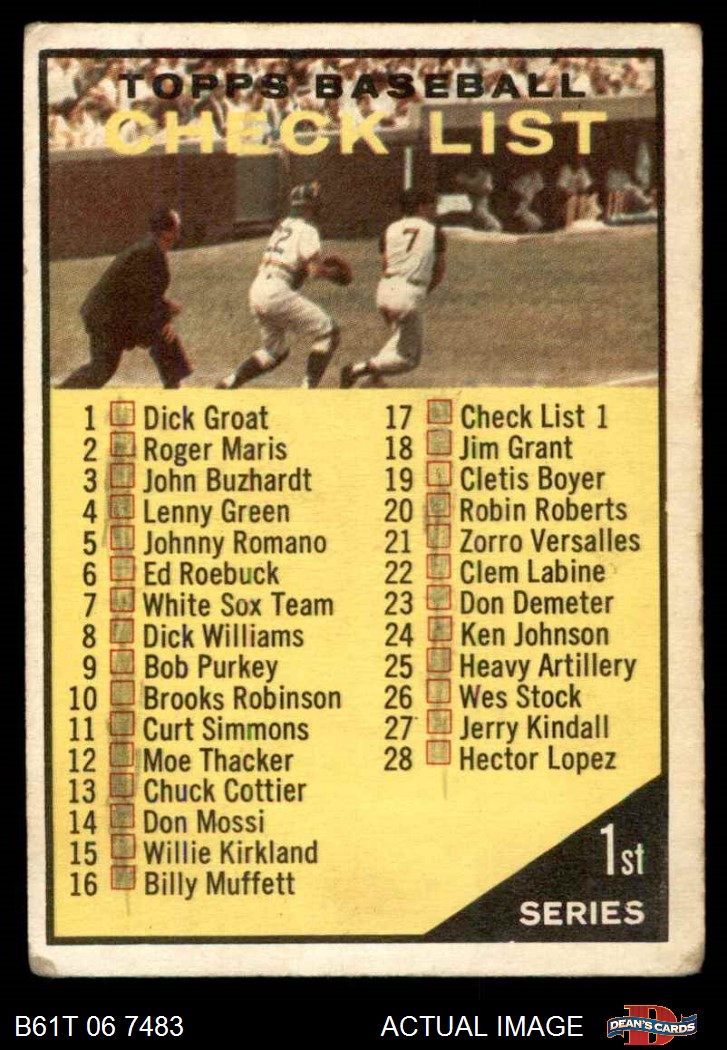 TOPPS BASEBALL
CHECK LIST
2
7
1 Dick Groat
2 Roger Maris
3 John Buzhardt
4 Lenny Green
5 Johnny Romano
6 Ed Roebuck
7 White Sox Team
8 Dick Williams
9 Bob Purkey
10 Brooks Robinson
11 Curt Simmons
12 Moe Thacker
13 Chuck Cottier
14 Don Mossi
15 Willie Kirkland
16 Billy Muffett
17 Check List 1
18 Jim Grant
19 Cletis Boyer
20 Robin Roberts
21 Zorro Versalles
22 Clem Labine
23 Don Demeter
24 Ken Johnson
25 Heavy Artillery
26 Wes Stock
27 Jerry Kindall
28 Hector Lopez
1st
SERIES
B61T 06 7483
ACTUAL IMAGE
D
DEAN'S CARDS